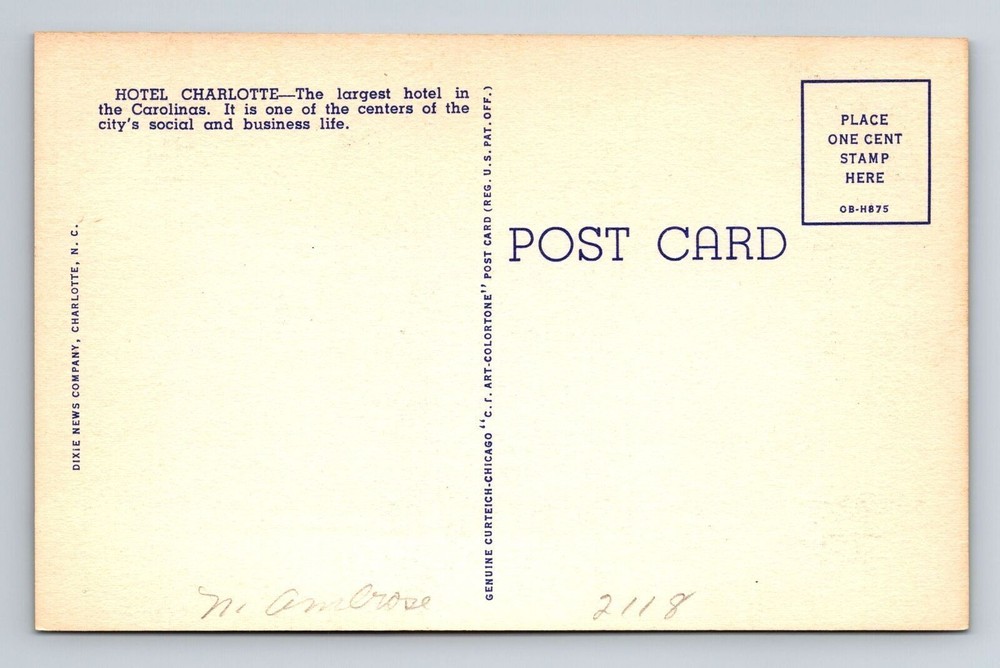 HOTEL CHARLOTTE—The largest hotel in
the Carolinas. It is one of the centers of the
city's social and business life.
DIXIE NEWS COMPANY, CHARLOTTE, N. C.
GENUINE CURTEICH-CHICAGO "C.T. ART-COLORTONE" POST CARD (REG. U.S. PAT. OFF.)
POST CARD
PLACE
ONE CENT
STAMP
HERE
OB-H875
M. Ambrose
2118